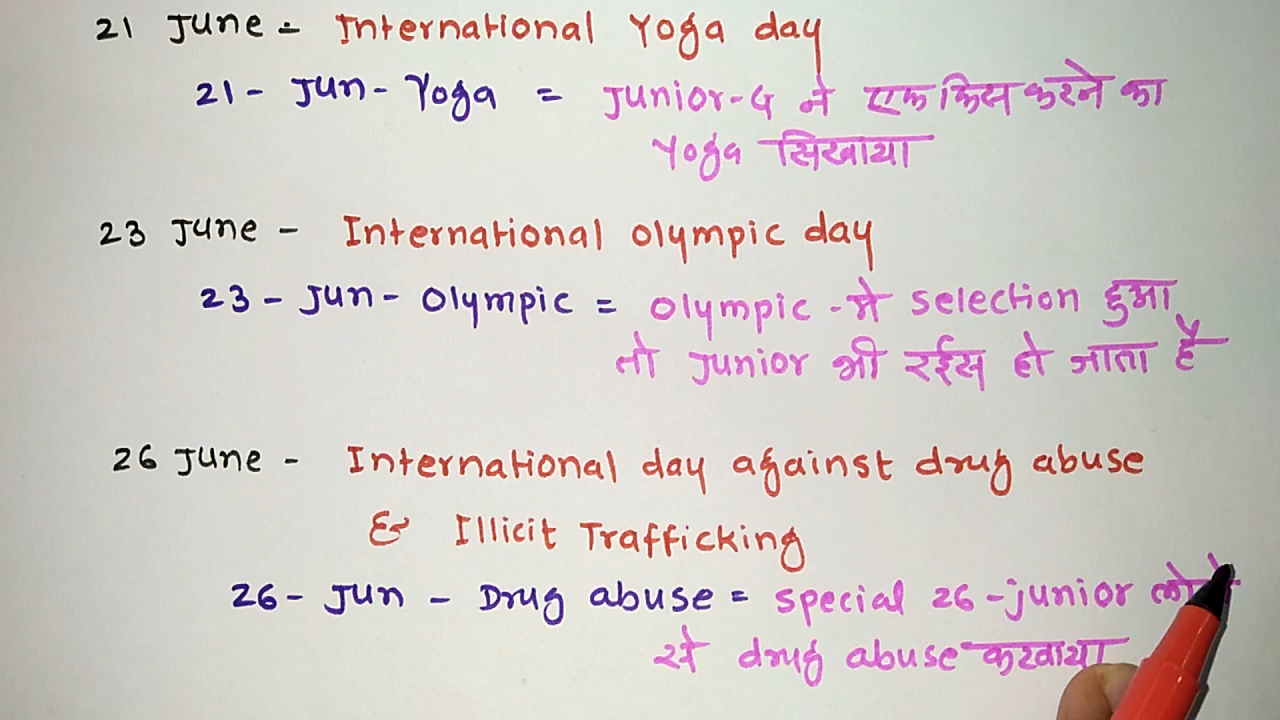 21 June = International Yoga day
21 - Jun - Yoga = Junior-G ने एक किस करने का
Yoga सिखाया
23 June - International olympic day
23 - Jun - Olympic = Olympic - मे selection हुआ
तो Junior भी रईस हो जाता है
26 June - International day against drug abuse
& Illicit Trafficking
26 - Jun - Drug abuse = special 26 - junior
से drug abuse करवाया